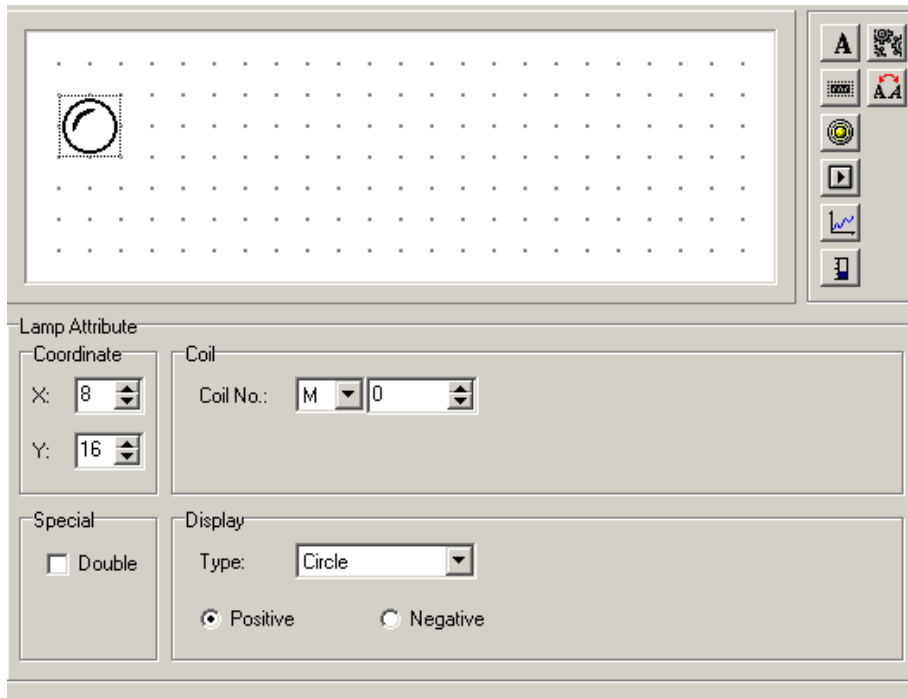 A
A A
Lamp Attribute
Coordinate
X: 8
Y: 16
Coil
Coil No.: M 0
Special
Double
Display
Type: Circle
Positive Negative